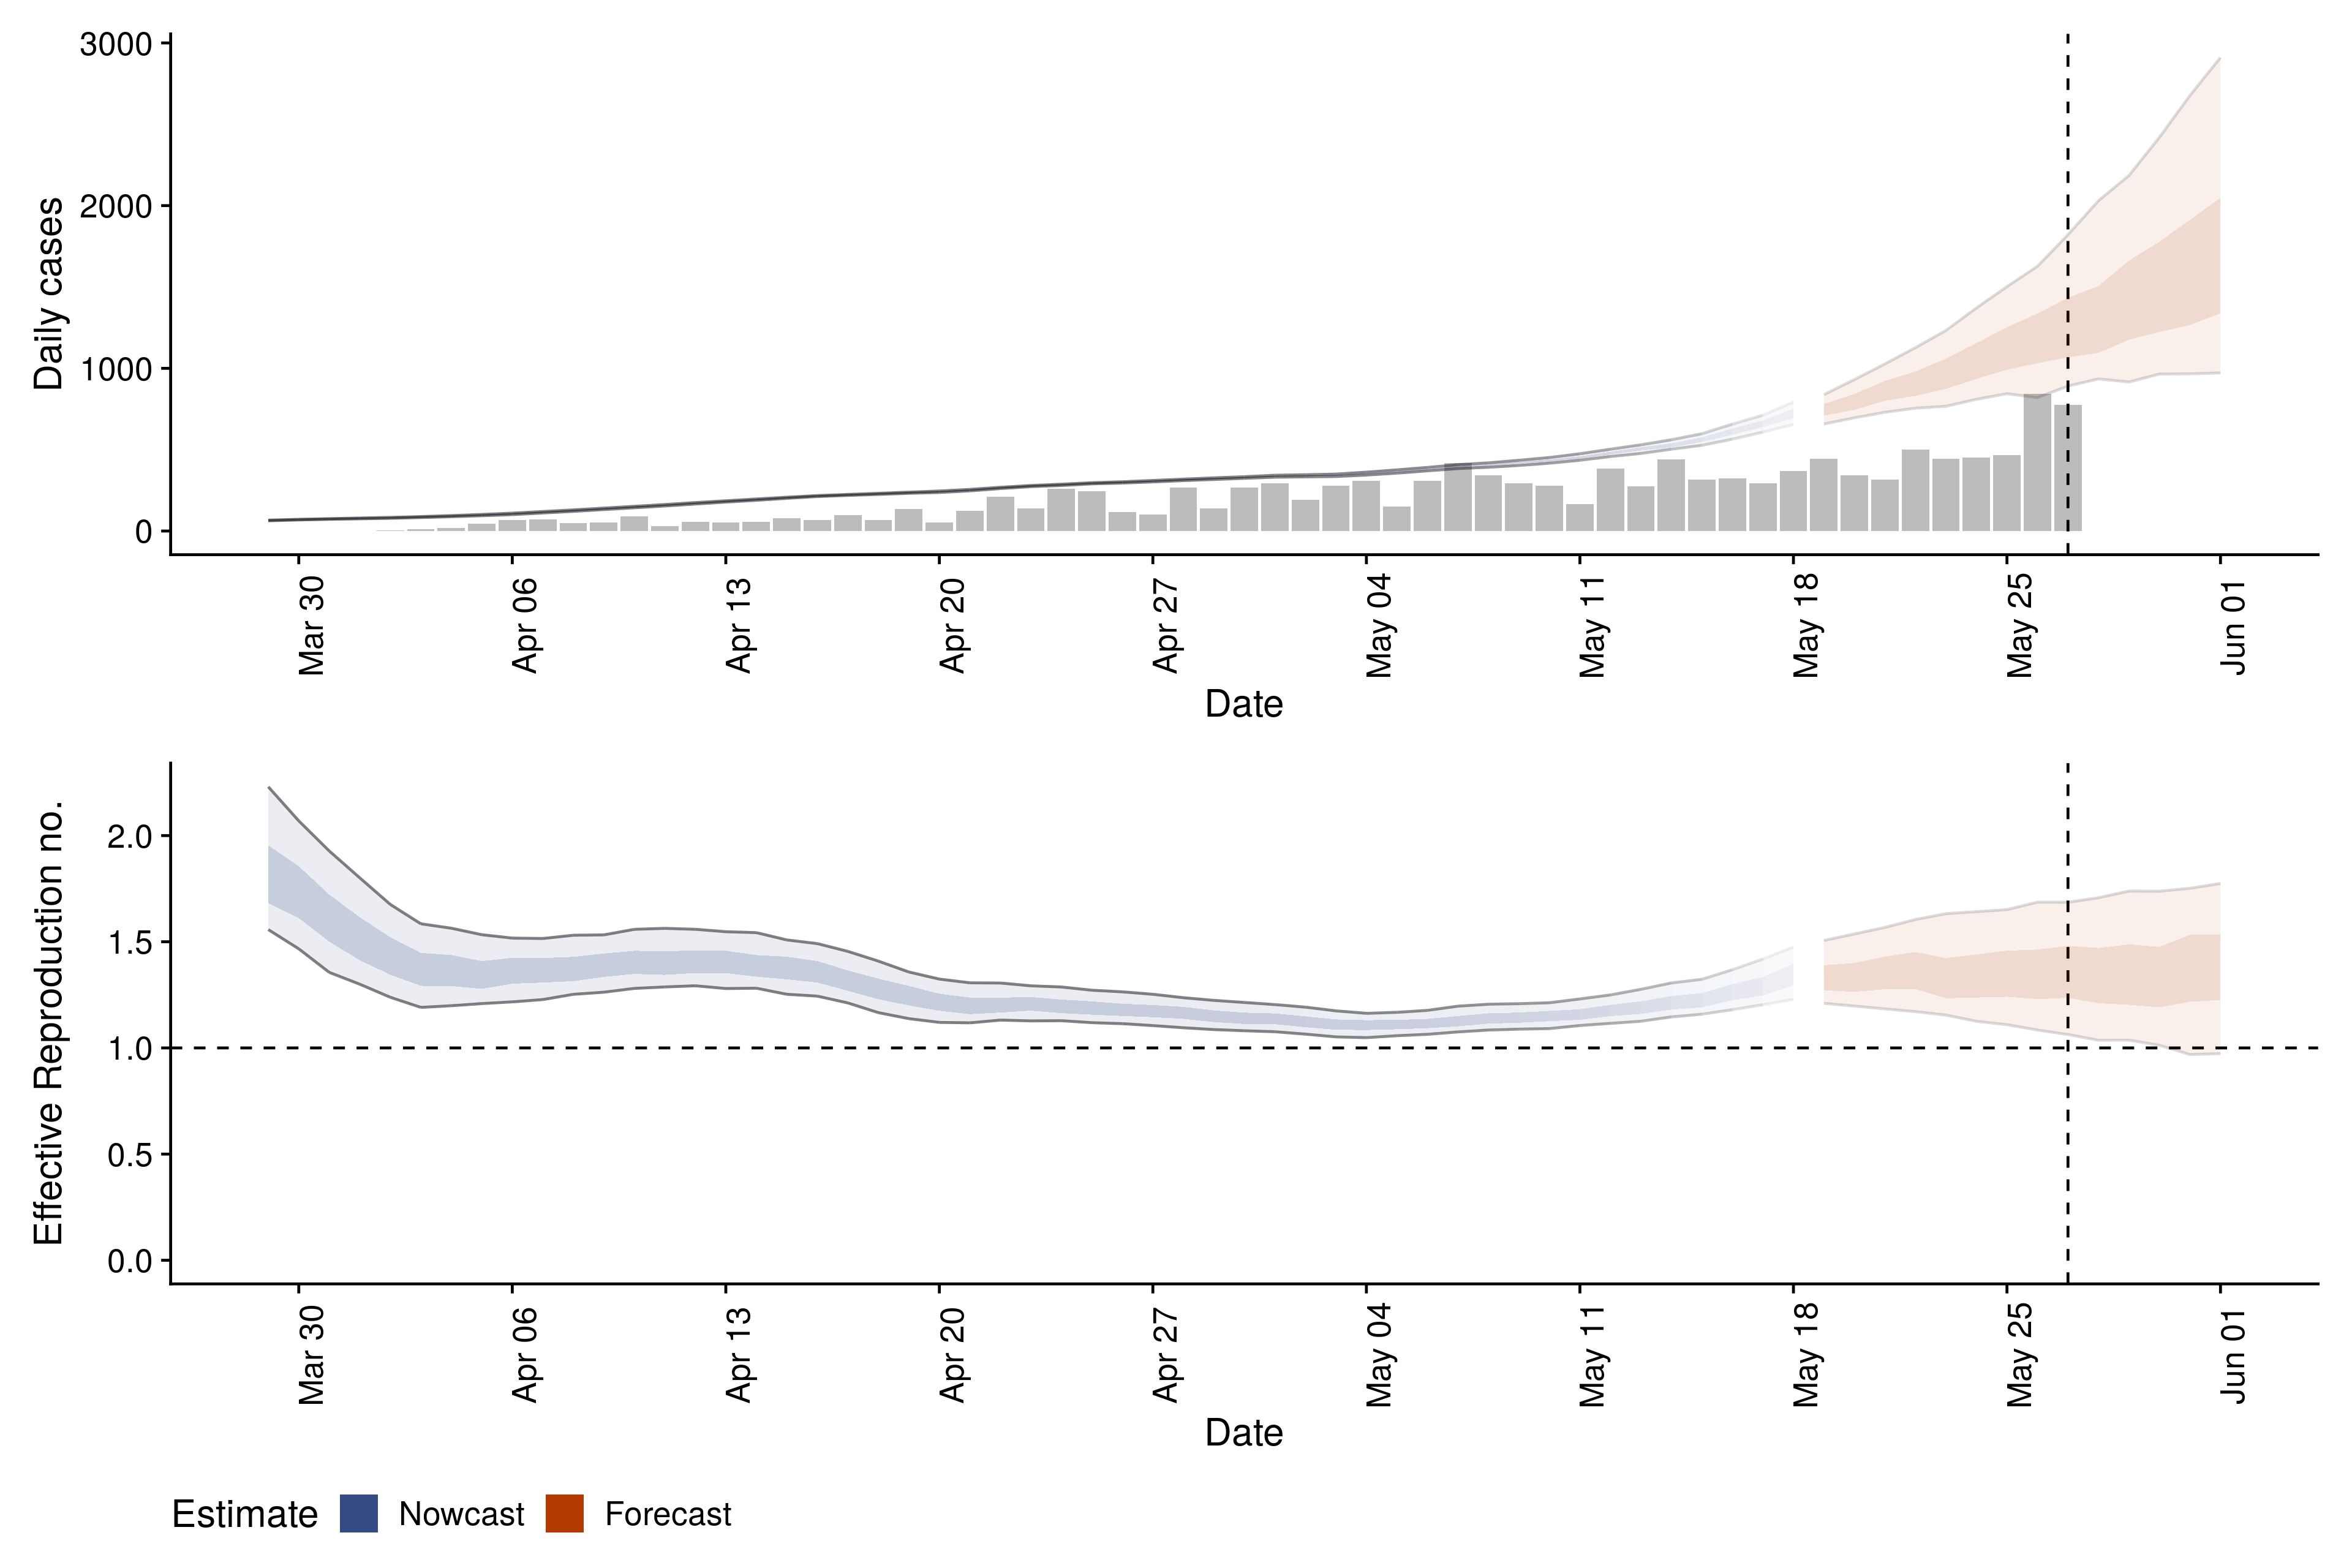 Daily cases
3000
2000
1000
0
Mar 30
Apr 06
Apr 13
Apr 20
Apr 27
May 04
May 11
May 18
May 25
Jun 01
Date
Effective Reproduction no.
2.0
1.5
1.0
0.5
0.0
Mar 30
Apr 06
Apr 13
Apr 20
Apr 27
May 04
May 11
May 18
May 25
Jun 01
Date
Estimate Nowcast Forecast